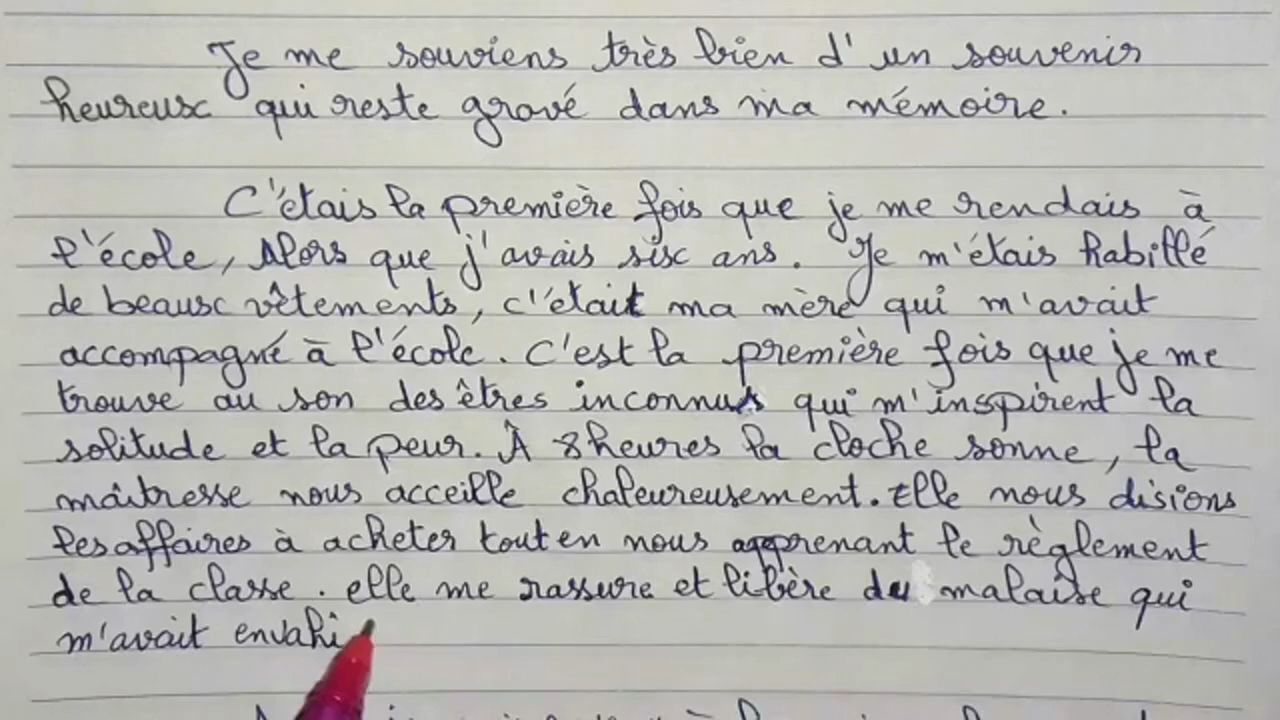 Je me souviens très bien d'un souvenir
heureux qui reste gravé dans ma mémoire.
C'étais la première fois que je me rendais à
l'école, Alors que j'avais six ans. Je m'étais habillé
de beaux vêtements, c'était ma mère qui m'avait
accompagné à l'école. C'est la première fois que je me
trouve au son des êtres inconnus qui m'inspirent la
solitude et la peur. À 8 heures la cloche sonne, la
maîtresse nous acceille chaleureusement. Elle nous disions
les affaires à acheter tout en nous apprenant le règlement
de la classe. elle me rassure et libère du malaise qui
m'avait envahi